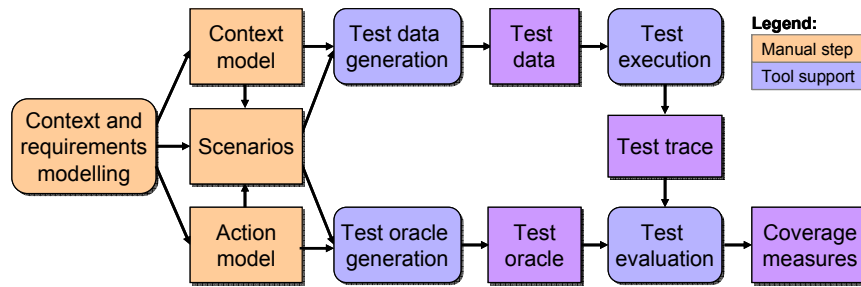 Context and
requirements
modelling
Context
model
Scenarios
Action
model
Test data
generation
Test oracle
generation
Test
data
Test
oracle
Test
execution
Test trace
Test
evaluation
Coverage
measures
Legend:
Manual step
Tool support